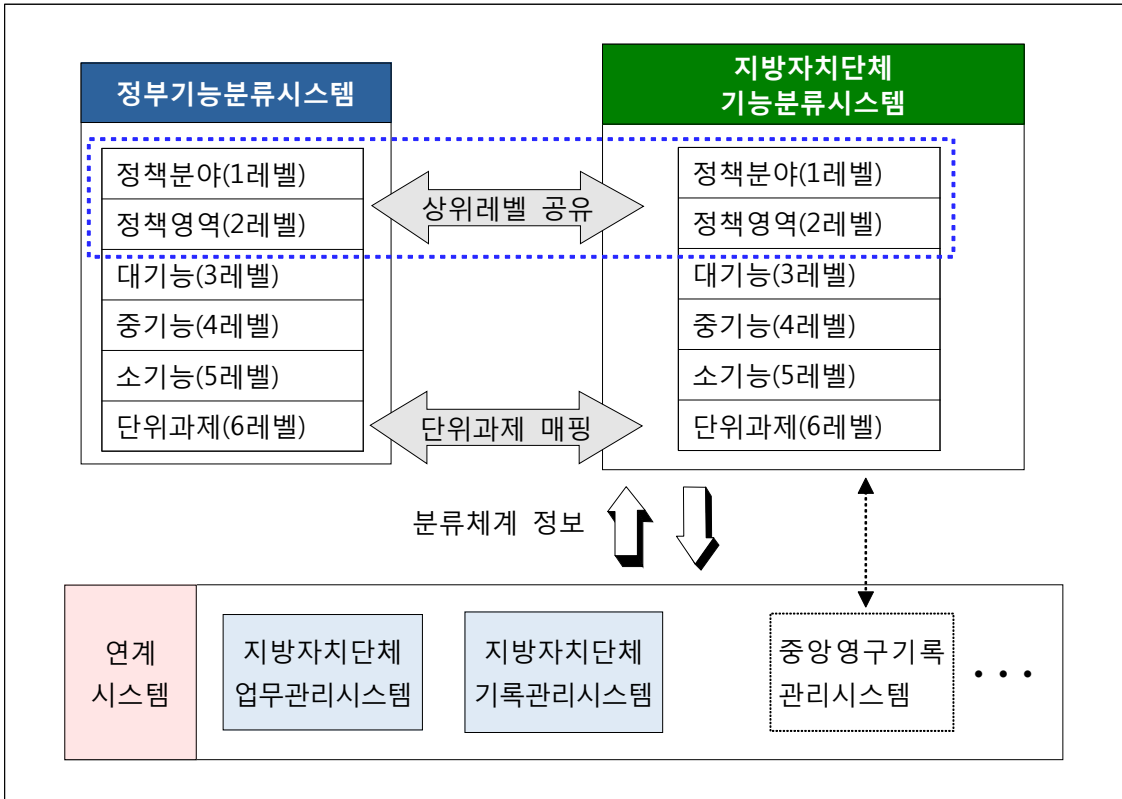 정부기능분류시스템
정책분야(1레벨)
정책영역(2레벨)
대기능(3레벨)
중기능(4레벨)
소기능(5레벨)
단위과제(6레벨)
상위레벨 공유
단위과제 매핑
지방자치단체
기능분류시스템
정책분야(1레벨)
정책영역(2레벨)
대기능(3레벨)
중기능(4레벨)
소기능(5레벨)
단위과제(6레벨)
분류체계 정보
연계
시스템
지방자치단체
업무관리시스템
지방자치단체
기록관리시스템
중앙영구기록
관리시스템
• • •